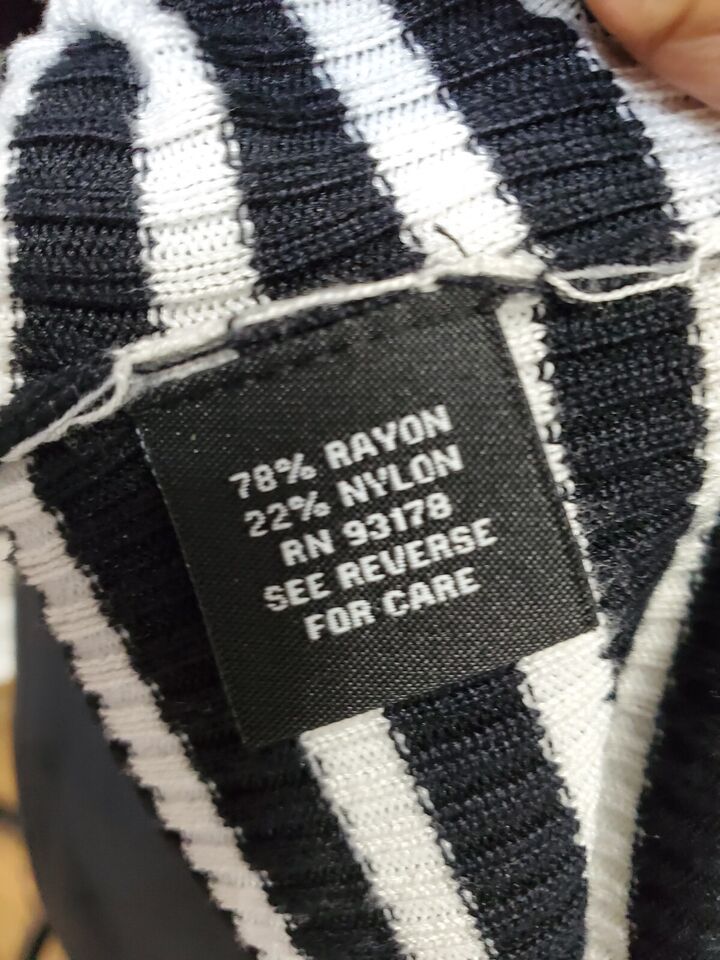 78% RAYON
22% NYLON
RN 93178
SEE REVERSE
FOR CARE